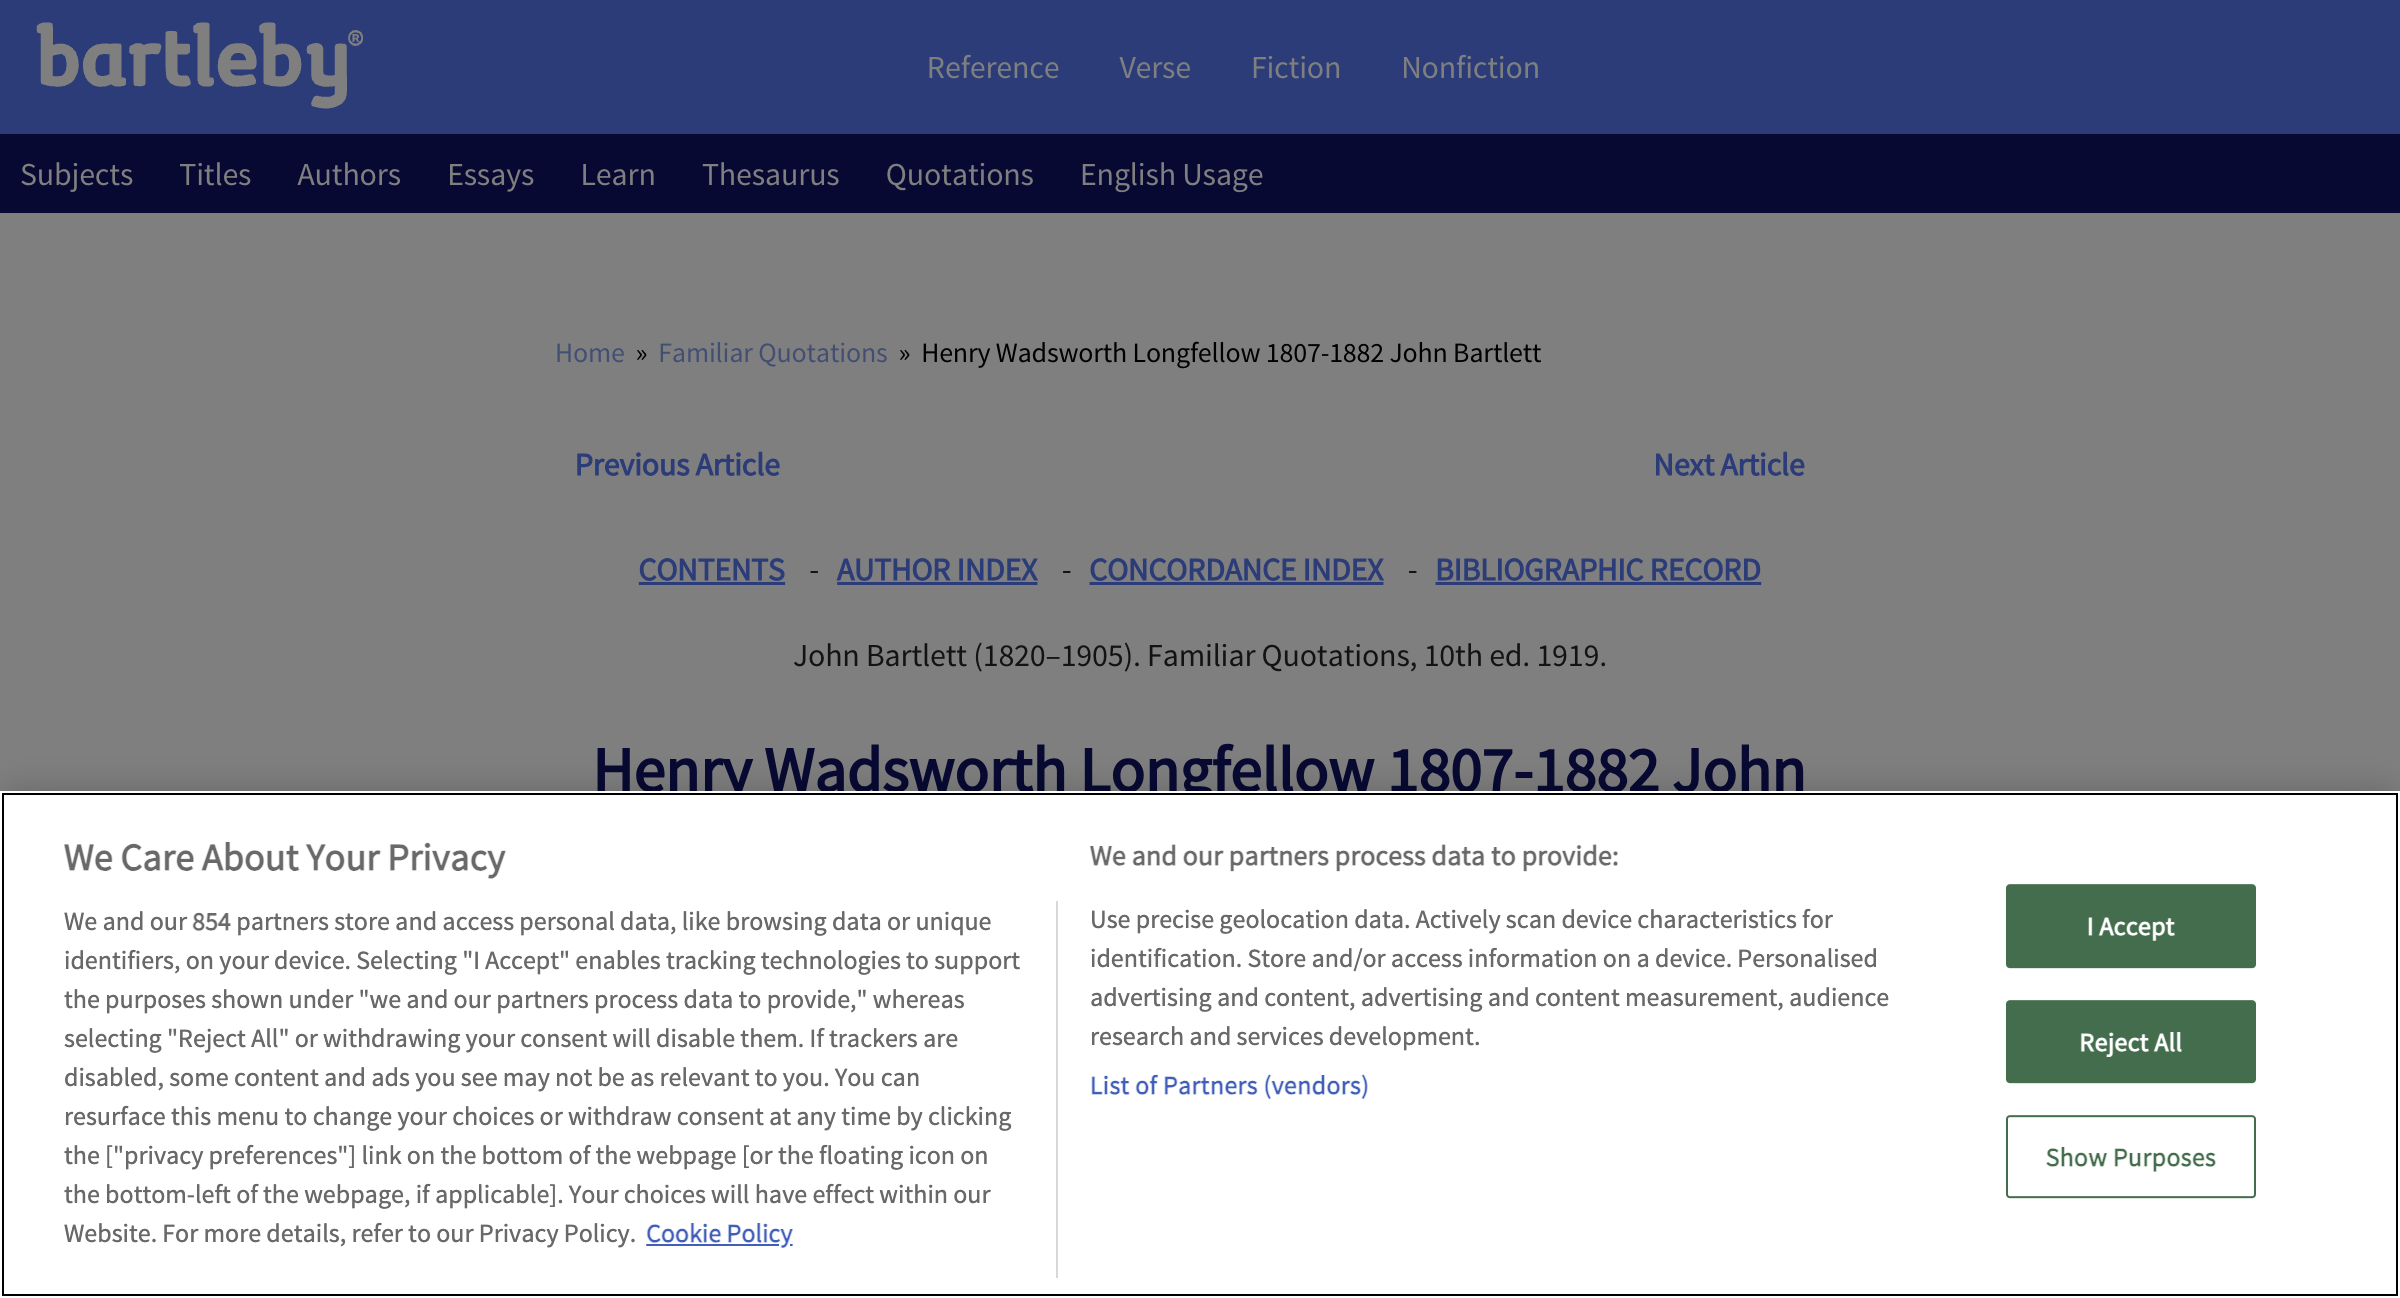 bartleby®
Reference Verse Fiction Nonfiction
Subjects Titles Authors Essays Learn Thesaurus Quotations English Usage
Home » Familiar Quotations » Henry Wadsworth Longfellow 1807-1882 John Bartlett
Previous Article Next Article
CONTENTS - AUTHOR INDEX - CONCORDANCE INDEX - BIBLIOGRAPHIC RECORD
John Bartlett (1820–1905). Familiar Quotations, 10th ed. 1919.
Henry Wadsworth Longfellow 1807-1882 John
We Care About Your Privacy
We and our 854 partners store and access personal data, like browsing data or unique
identifiers, on your device. Selecting "I Accept" enables tracking technologies to support
the purposes shown under "we and our partners process data to provide," whereas
selecting "Reject All" or withdrawing your consent will disable them. If trackers are
disabled, some content and ads you see may not be as relevant to you. You can
resurface this menu to change your choices or withdraw consent at any time by clicking
the ["privacy preferences"] link on the bottom of the webpage [or the floating icon on
the bottom-left of the webpage, if applicable]. Your choices will have effect within our
Website. For more details, refer to our Privacy Policy. Cookie Policy
We and our partners process data to provide:
Use precise geolocation data. Actively scan device characteristics for
identification. Store and/or access information on a device. Personalised
advertising and content, advertising and content measurement, audience
research and services development.
List of Partners (vendors)
I Accept
Reject All
Show Purposes